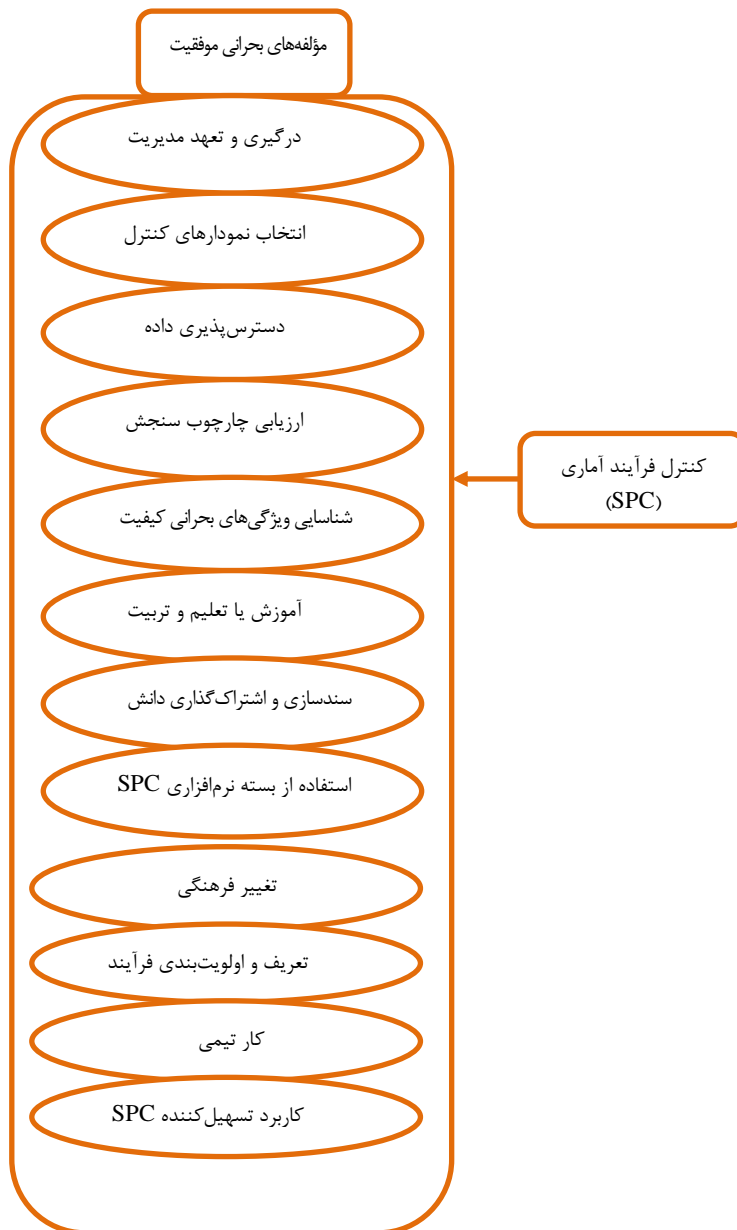 مؤلفه‌های بحرانی موفقیت
درگیری و تعهد مدیریت
انتخاب نمودارهای کنترل
دسترس‌پذیری داده
ارزیابی چارچوب سنجش
شناسایی ویژگی‌های بحرانی کیفیت
آموزش یا تعلیم و تربیت
سندسازی و اشتراک‌گذاری دانش
استفاده از بسته نرم‌افزاری SPC
تغییر فرهنگی
تعریف و اولویت‌بندی فرآیند
کار تیمی
کاربرد تسهیل‌کننده SPC
کنترل فرآیند آماری
(SPC)